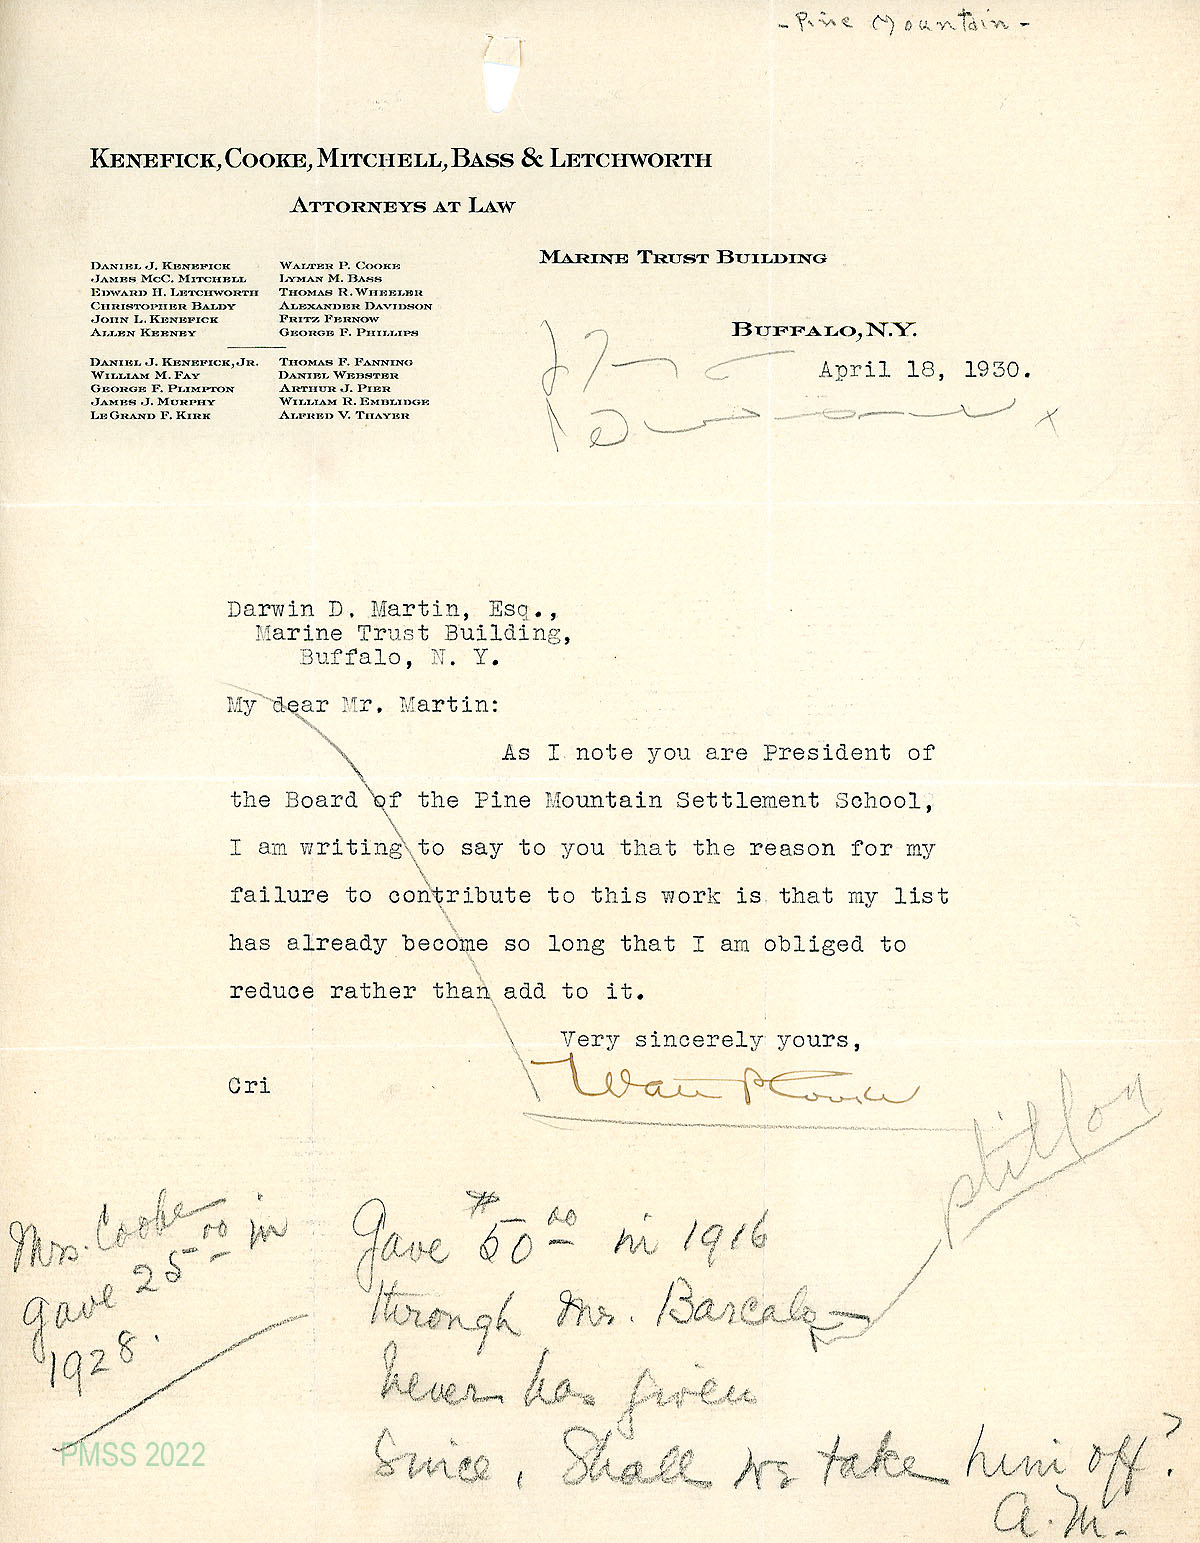 - Pine Mountain -
KENEFICK, COOKE, MITCHELL, BASS & LETCHWORTH
ATTORNEYS AT LAW
MARINE TRUST BUILDING
BUFFALO, N.Y.
April 18, 1930.
DANIEL J. KENEFICK
JAMES MCC. MITCHELL
EDWARD H. LETCHWORTH
CHRISTOPHER BALDY
JOHN L. KENEFICK
ALLEN KEENEY
WALTER P. COOKE
LYMAN M. BASS
THOMAS R. WHEELER
ALEXANDER DAVIDSON
FRITZ FERNOW
GEORGE F. PHILLIPS
DANIEL J. KENEFICK, JR.
WILLIAM M. FAY
GEORGE F. PLIMPTON
JAMES J. MURPHY
LEGRAND F. KIRK
THOMAS F. FANNING
DANIEL WEBSTER
ARTHUR J. PIER
WILLIAM R. EMBLIDGE
ALFRED V. THAYER
Darwin D. Martin, Esq.,
Marine Trust Building,
Buffalo, N. Y.
My dear Mr. Martin:
As I note you are President of
the Board of the Pine Mountain Settlement School,
I am writing to say to you that the reason for my
failure to contribute to this work is that my list
has already become so long that I am obliged to
reduce rather than add to it.
Very sincerely yours,
Walter P Cooke
Cri
Mrs. Cooke
gave 25.00 in
1928.
Gave $50.00 in 1916
through Mr. Barcalo
never has given
since, Shall we take him off?
A.M.
PMSS 2022